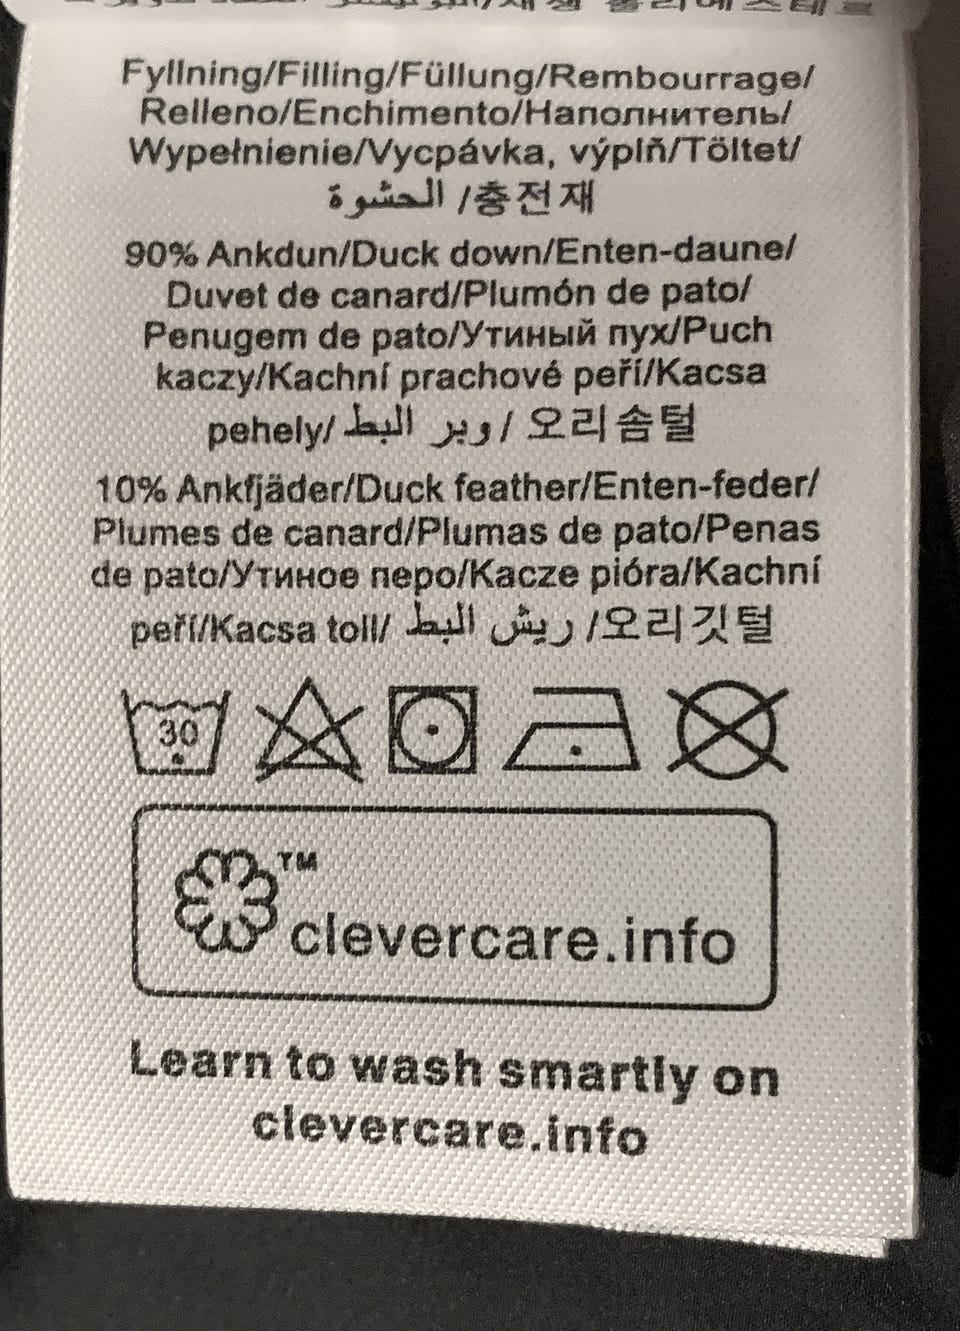 Fyllning/Filling/Füllung/Rembourrage/
Relleno/Enchimento/Наполнитель/
Wypełnienie/Vycpávka, výplň/Töltet/
الحشوة /충전재
90% Ankdun/Duck down/Enten-daune/
Duvet de canard/Plumón de pato/
Penugem de pato/Утиный пух/Puch
kaczy/Kachní prachové peří/Kacsa
pehely/ وبر البط / 오리솜털
10% Ankfjäder/Duck feather/Enten-feder/
Plumes de canard/Plumas de pato/Penas
de pato/Утиное перо/Kacze pióra/Kachní
peří/Kacsa toll/ ريش البط /오리깃털
30
TM
clevercare.info
Learn to wash smartly on
clevercare.info